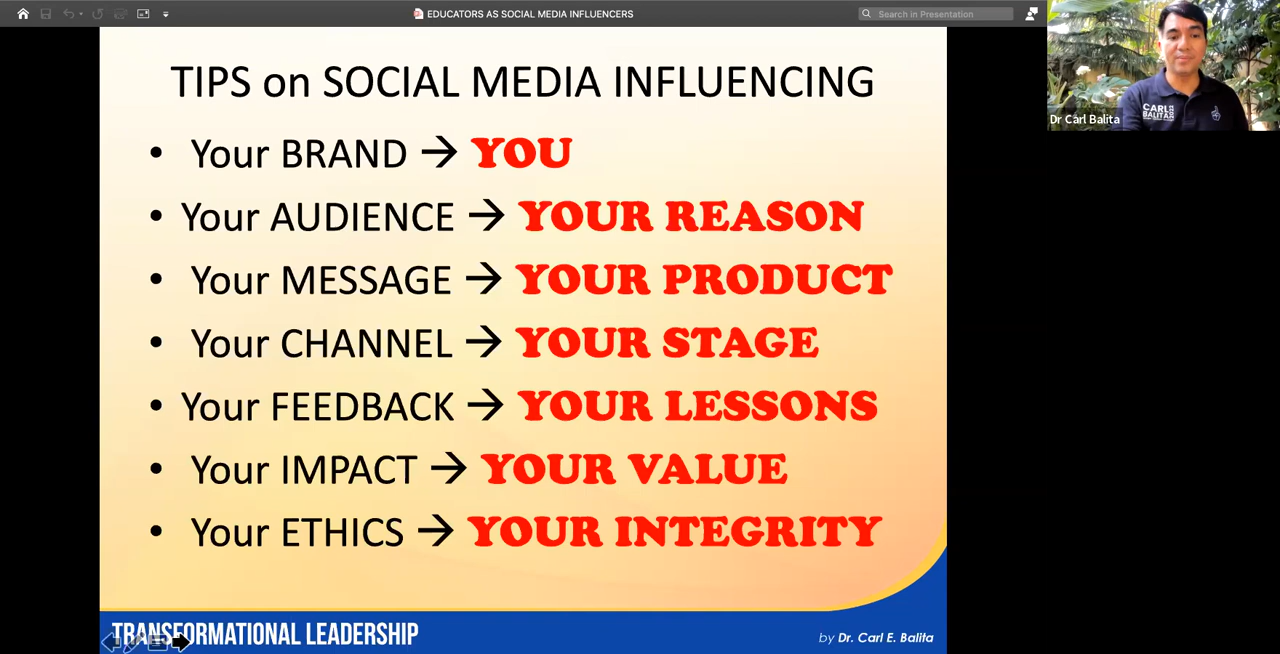 EDUCATORS AS SOCIAL MEDIA INFLUENCERS
Search in Presentation
TIPS on SOCIAL MEDIA INFLUENCING
• Your BRAND → YOU
• Your AUDIENCE → YOUR REASON
• Your MESSAGE → YOUR PRODUCT
• Your CHANNEL → YOUR STAGE
• Your FEEDBACK → YOUR LESSONS
• Your IMPACT → YOUR VALUE
• Your ETHICS → YOUR INTEGRITY
TRANSFORMATIONAL LEADERSHIP
by Dr. Carl E. Balita
CARL
BALITA
Dr Carl Balita